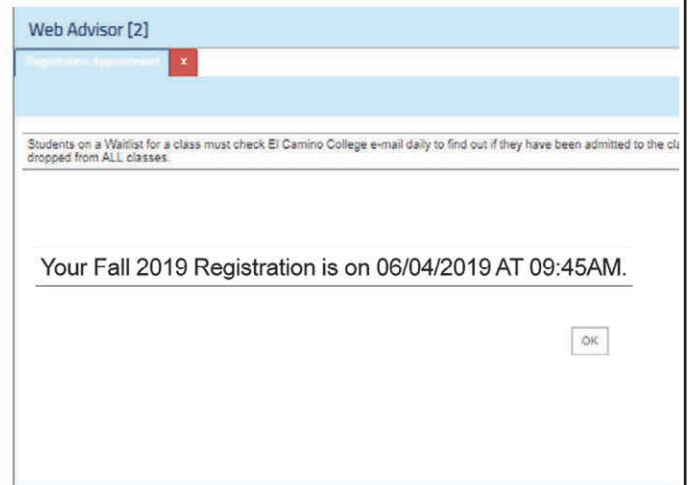 Web Advisor [2]
Registration Appointment x
Students on a Waitlist for a class must check El Camino College e-mail daily to find out if they have been admitted to the cla
dropped from ALL classes.
Your Fall 2019 Registration is on 06/04/2019 AT 09:45AM.
OK